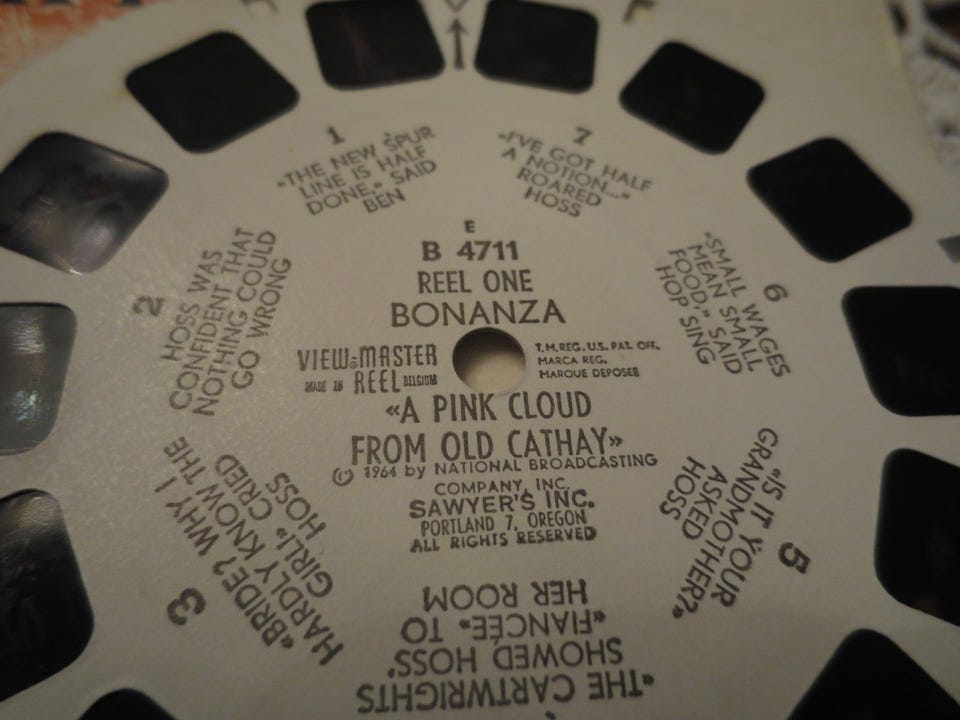 E
B 4711
REEL ONE
BONANZA
VIEW-MASTER
MADE IN REEL BELGIUM
T.M.REG.U.S.PAT. OFF.
MARCA REG.
MARQUE DEPOSEE
«A PINK CLOUD
FROM OLD CATHAY»
© 1964 by NATIONAL BROADCASTING
COMPANY, INC.
SAWYER'S INC.
PORTLAND 7, OREGON
ALL RIGHTS RESERVED
1
"THE NEW SPUR
LINE IS HALF
DONE," SAID
BEN
2
HOSS WAS
CONFIDENT THAT
NOTHING COULD
GO WRONG
3
"BRIDE? WHY I
HARDLY KNOW THE
GIRL!" CRIED
HOSS
"THE CARTWRIGHTS
SHOWED HOSS'
"FIANCÉE" TO
HER ROOM
5
"IS IT YOUR
GRANDMOTHER?"
ASKED
HOSS
6
"SMALL WAGES
MEAN SMALL
FOOD," SAID
HOP SING
7
"I'VE GOT HALF
A NOTION..."
ROARED
HOSS